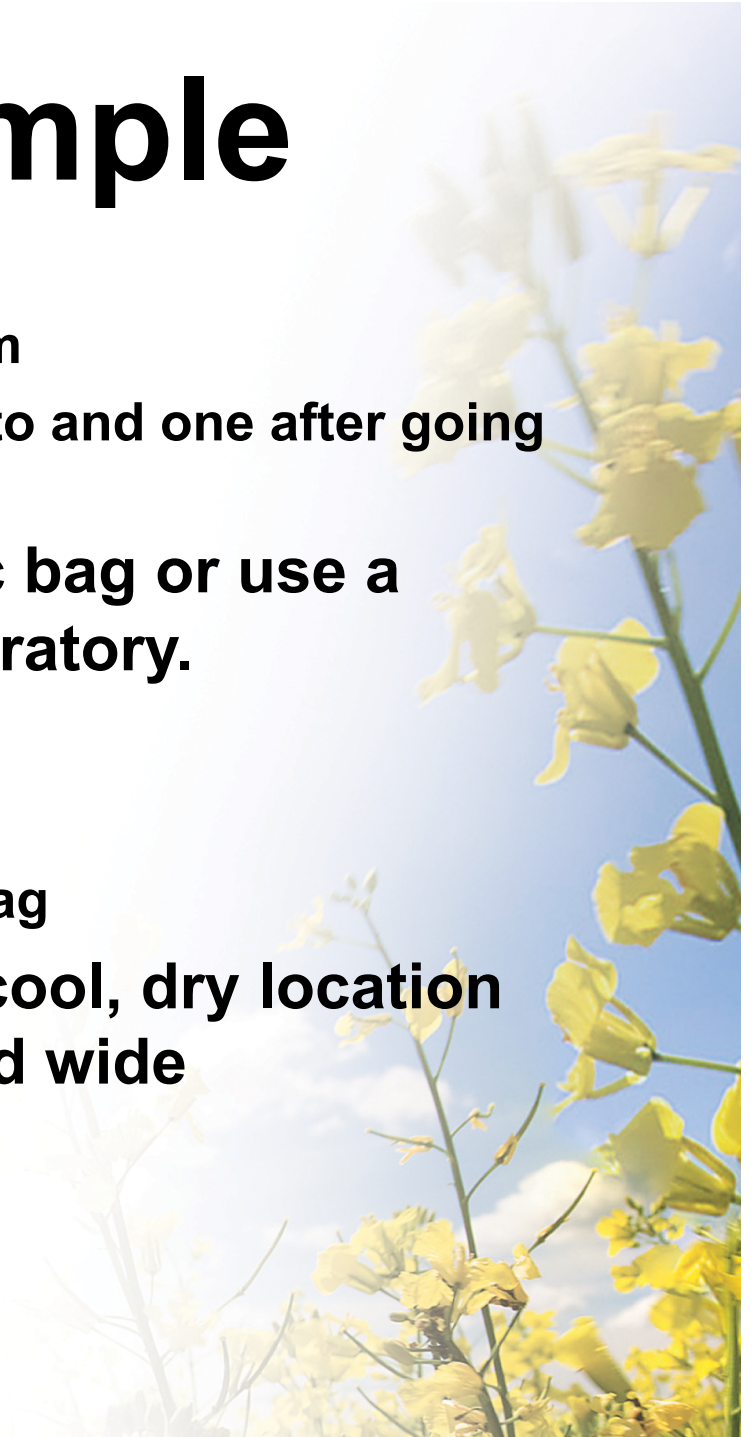 mple
m
to and one after going
c bag or use a
ratory.
ag
cool, dry location
d wide